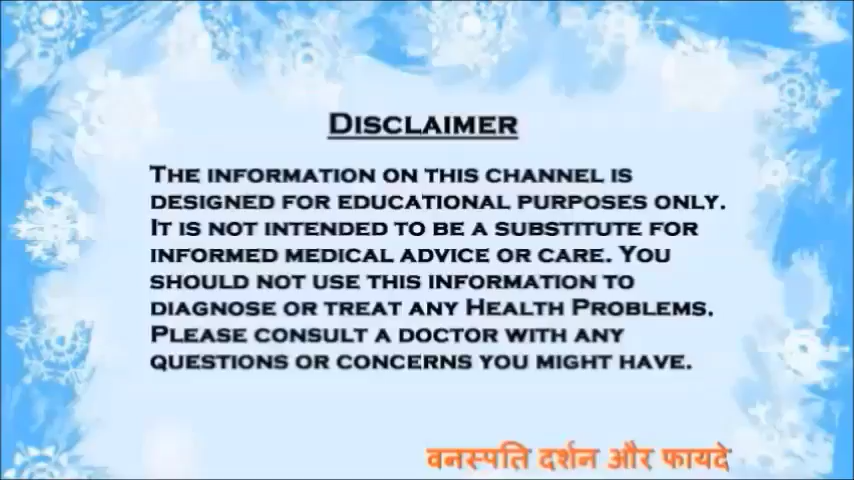 DISCLAIMER
THE INFORMATION ON THIS CHANNEL IS
DESIGNED FOR EDUCATIONAL PURPOSES ONLY.
IT IS NOT INTENDED TO BE A SUBSTITUTE FOR
INFORMED MEDICAL ADVICE OR CARE. YOU
SHOULD NOT USE THIS INFORMATION TO
DIAGNOSE OR TREAT ANY HEALTH PROBLEMS.
PLEASE CONSULT A DOCTOR WITH ANY
QUESTIONS OR CONCERNS YOU MIGHT HAVE.
वनस्पति दर्शन और फायदे